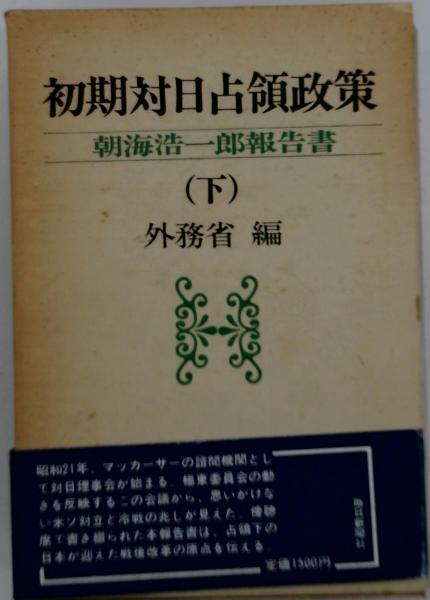 初期対日占領政策
朝海浩一郎報告書
(下)
外務省 編
昭和21年、マッカーサーの諮問機関とし
て対日理事会が始まる。極東委員会の動
きを反映するこの会議から、思いがけな
い米ソ対立と冷戦の兆しが見えた。傍聴
席で書き綴られた本報告書は、占領下の
日本が迎えた戦後改革の原点を伝える。
定価1500円
毎日新聞社